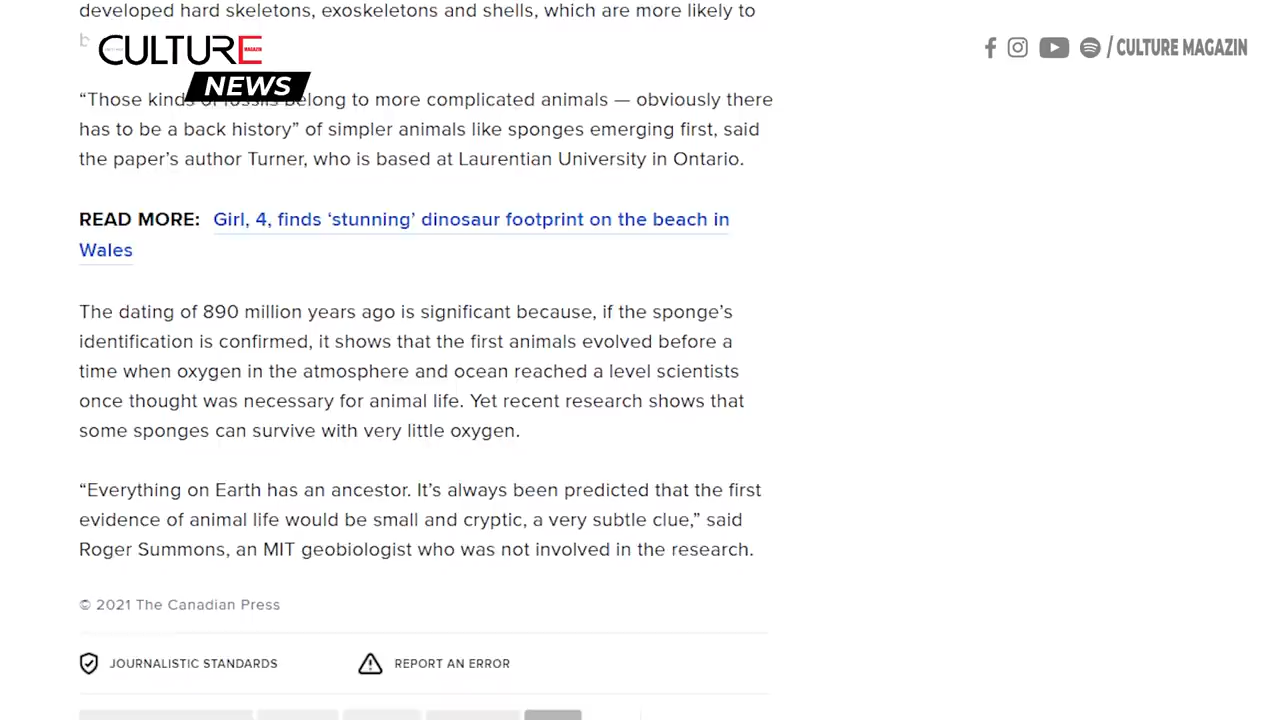 developed hard skeletons, exoskeletons and shells, which are more likely to
CULTURE
MAGAZIN
NEWS
/ CULTURE MAGAZIN
“Those kinds of fossils belong to more complicated animals — obviously there
has to be a back history” of simpler animals like sponges emerging first, said
the paper’s author Turner, who is based at Laurentian University in Ontario.
READ MORE: Girl, 4, finds ‘stunning’ dinosaur footprint on the beach in
Wales
The dating of 890 million years ago is significant because, if the sponge’s
identification is confirmed, it shows that the first animals evolved before a
time when oxygen in the atmosphere and ocean reached a level scientists
once thought was necessary for animal life. Yet recent research shows that
some sponges can survive with very little oxygen.
“Everything on Earth has an ancestor. It’s always been predicted that the first
evidence of animal life would be small and cryptic, a very subtle clue,” said
Roger Summons, an MIT geobiologist who was not involved in the research.
© 2021 The Canadian Press
JOURNALISTIC STANDARDS
REPORT AN ERROR